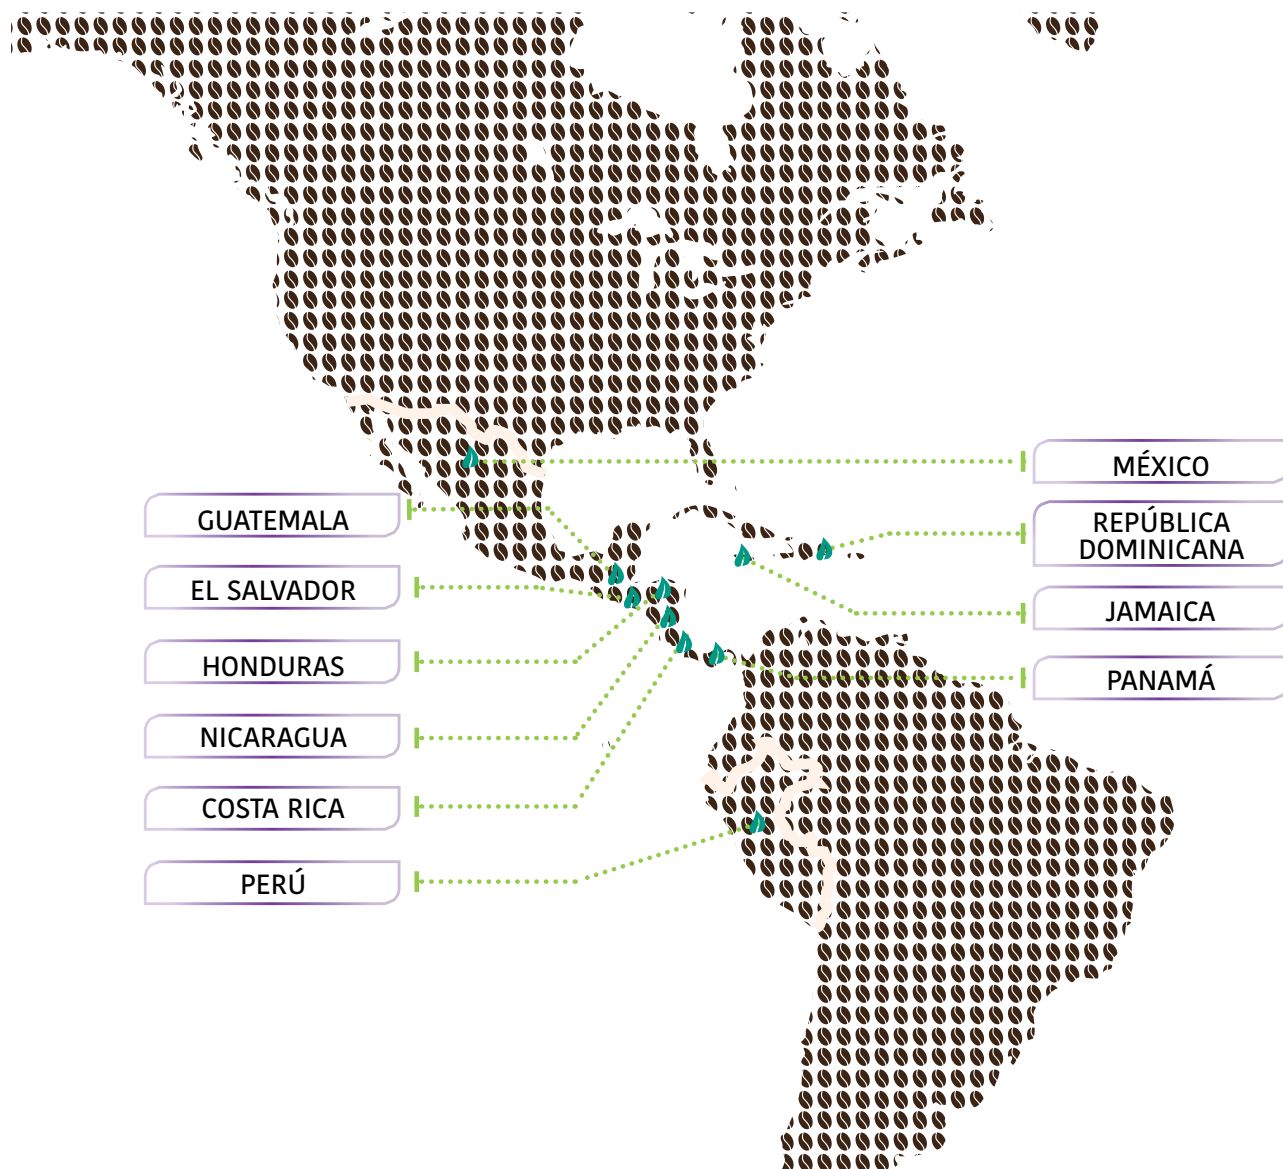 MÉXICO
GUATEMALA
REPÚBLICA
DOMINICANA
EL SALVADOR
JAMAICA
HONDURAS
PANAMÁ
NICARAGUA
COSTA RICA
PERÚ